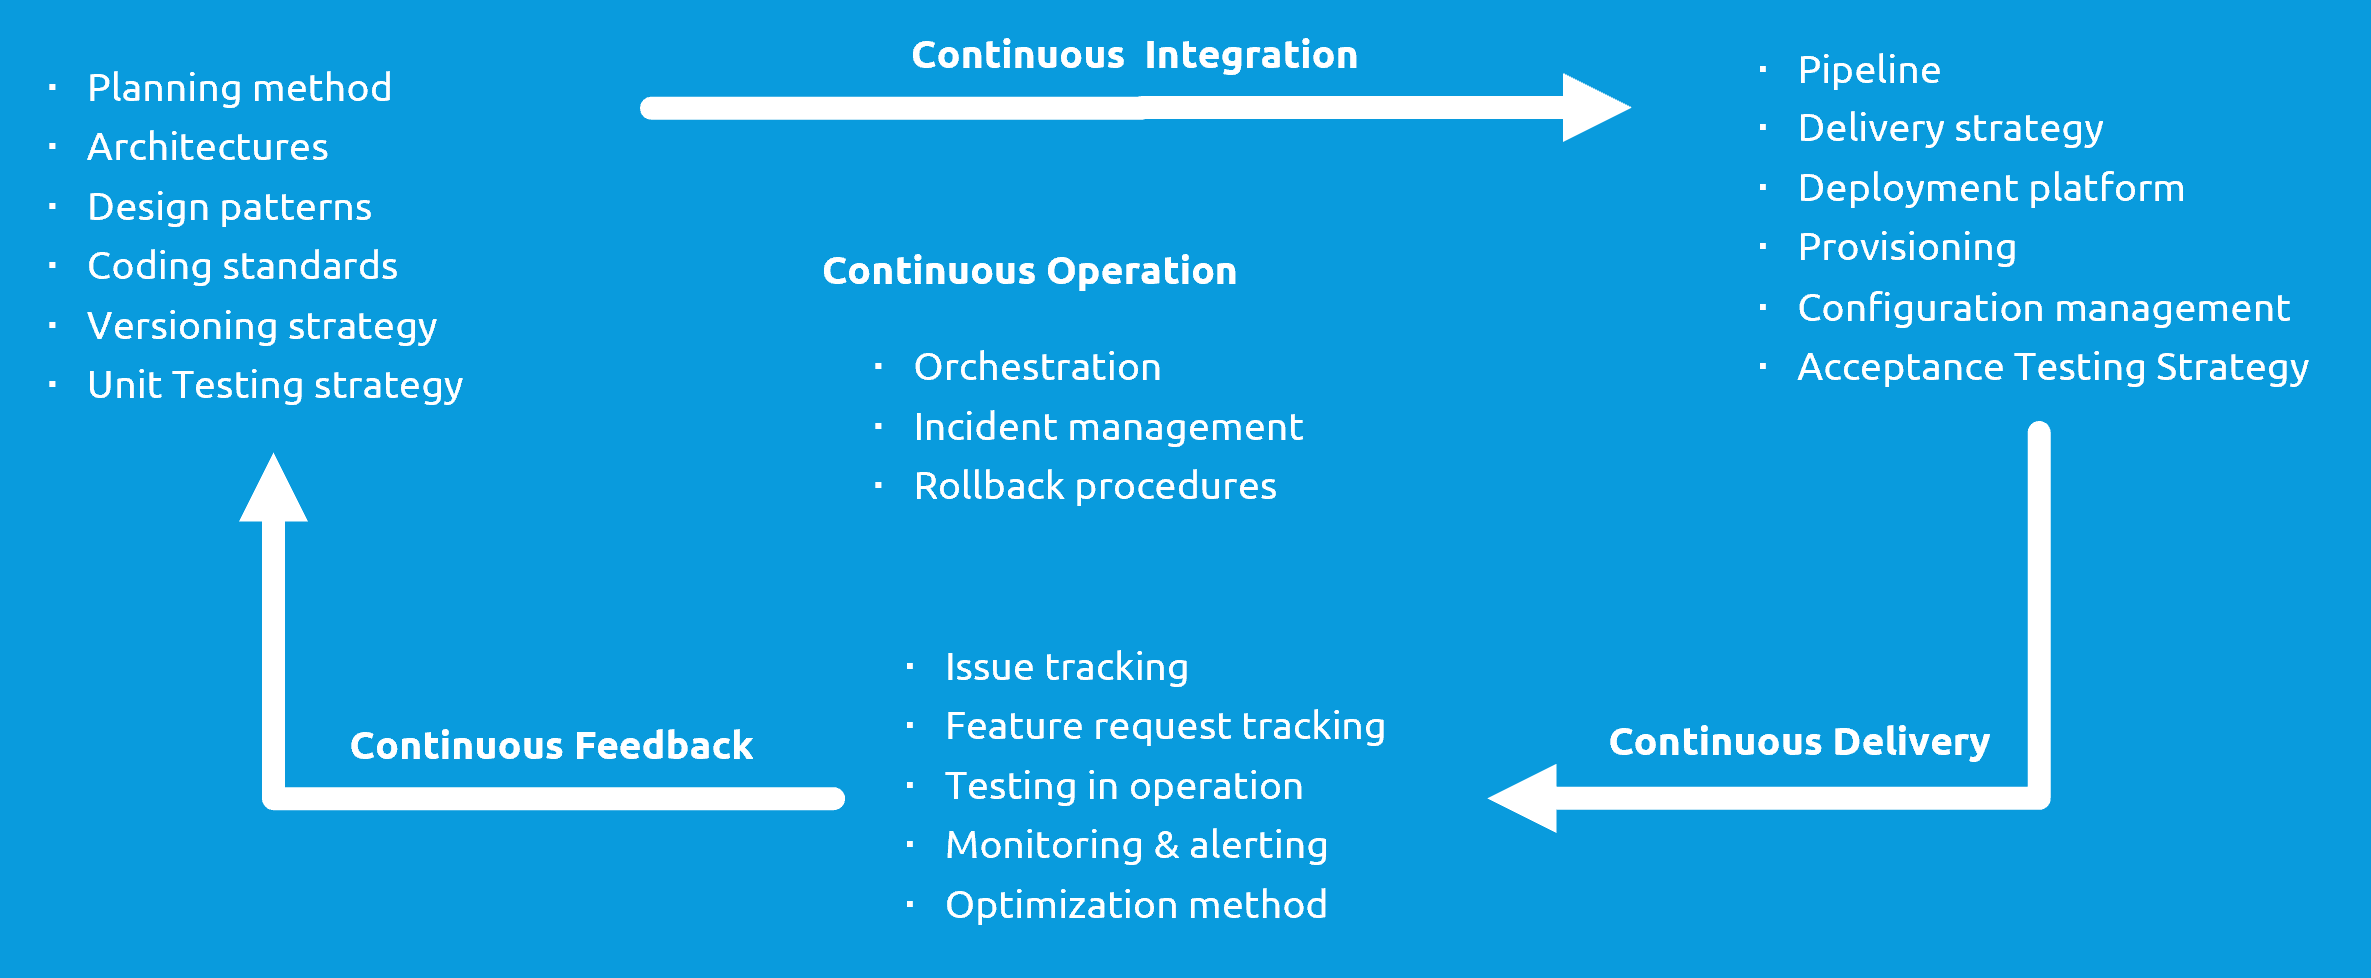 Continuous Integration
· Planning method
· Architectures
· Design patterns
· Coding standards
· Versioning strategy
· Unit Testing strategy
· Pipeline
· Delivery strategy
· Deployment platform
· Provisioning
· Configuration management
· Acceptance Testing Strategy
Continuous Operation
· Orchestration
· Incident management
· Rollback procedures
Continuous Delivery
· Issue tracking
· Feature request tracking
· Testing in operation
· Monitoring & alerting
· Optimization method
Continuous Feedback